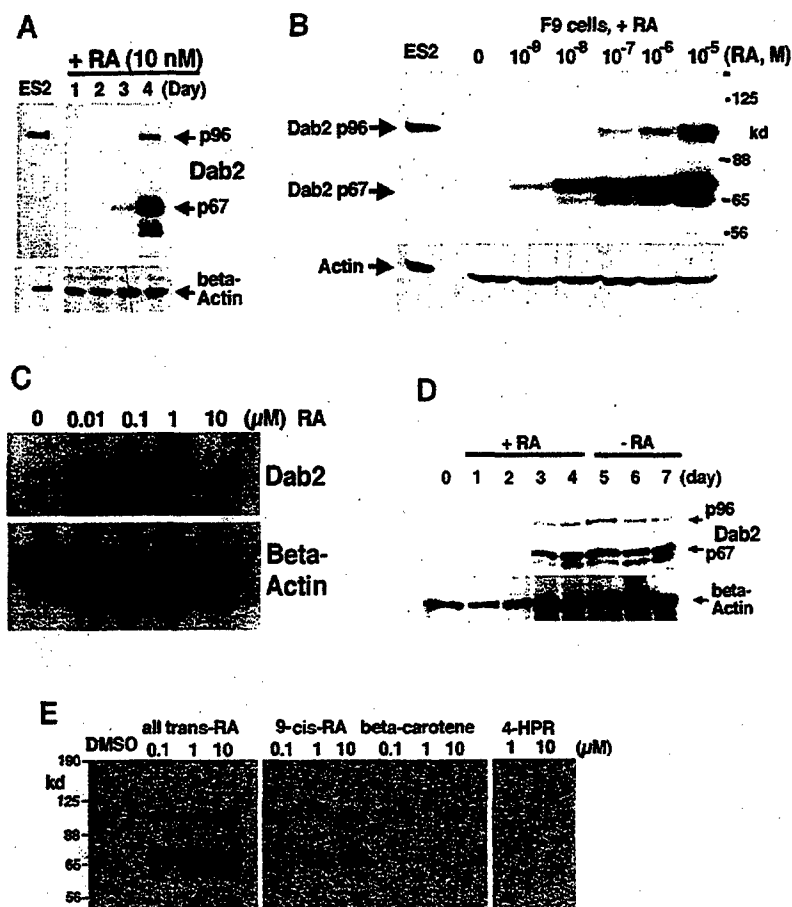 A
+ RA (10 nM)
ES2 1 2 3 4 (Day)
p96
Dab2
p67
beta-
Actin
B
F9 cells, + RA
ES2 0 10-9 10-8 10-7 10-6 10-5 (RA, M)
125
Dab2 p96
kd
88
Dab2 p67
65
56
Actin
C
0 0.01 0.1 1 10 (μM) RA
Dab2
Beta-
Actin
D
+ RA - RA
0 1 2 3 4 5 6 7 (day)
p96
Dab2
p67
beta-
Actin
E
all trans-RA 9-cis-RA beta-carotene 4-HPR
DMSO 0.1 1 10 0.1 1 10 0.1 1 10 1 10 (μM)
190
kd
125
88
65
56